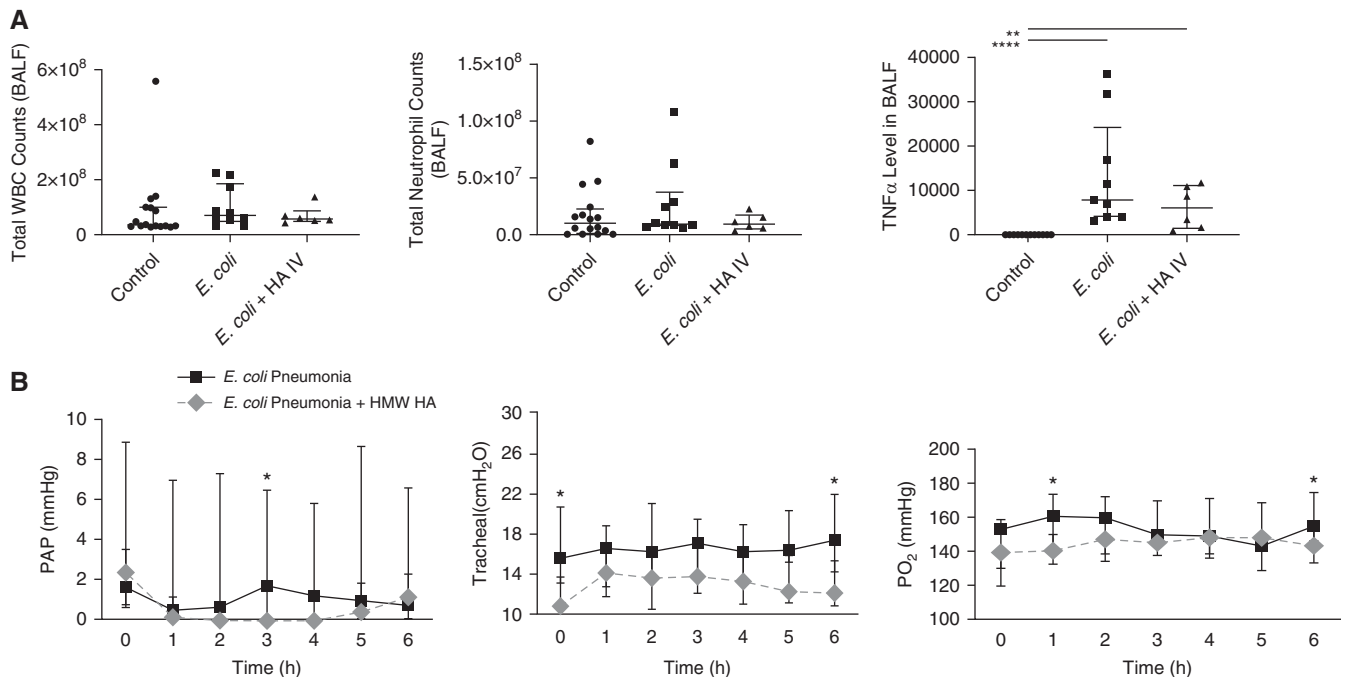 A
Total WBC Counts (BALF)
6×10⁸
4×10⁸
2×10⁸
0
Control
E. coli
E. coli + HA IV
Total Neutrophil Counts
(BALF)
1.5×10⁸
1.0×10⁸
5.0×10⁷
0.0
Control
E. coli
E. coli + HA IV
**
****
TNFα Level in BALF
40000
30000
20000
10000
0
Control
E. coli
E. coli + HA IV
B
E. coli Pneumonia
E. coli Pneumonia + HMW HA
PAP (mmHg)
10
8
6
4
2
0
*
0 1 2 3 4 5 6
Time (h)
Tracheal(cmH₂O)
30
26
22
18
14
10
* *
0 1 2 3 4 5 6
Time (h)
PO₂ (mmHg)
200
180
160
140
120
100
* *
0 1 2 3 4 5 6
Time (h)